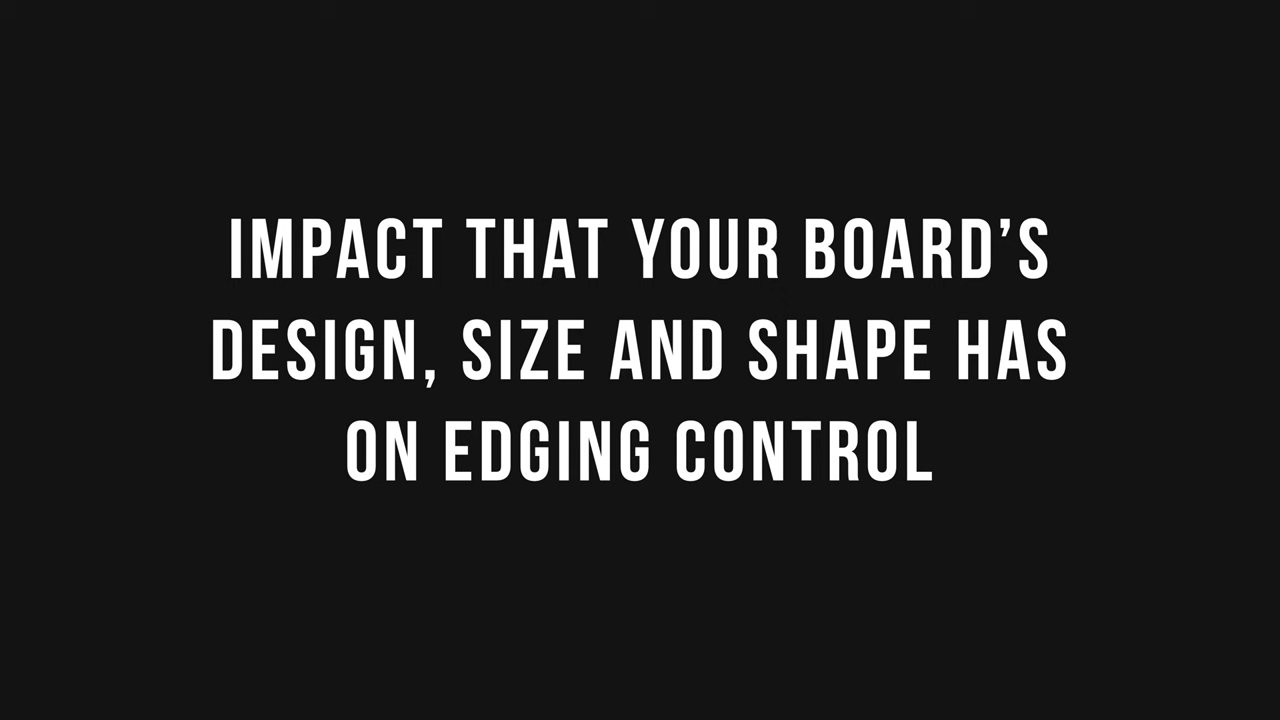 IMPACT THAT YOUR BOARD’S
DESIGN, SIZE AND SHAPE HAS
ON EDGING CONTROL